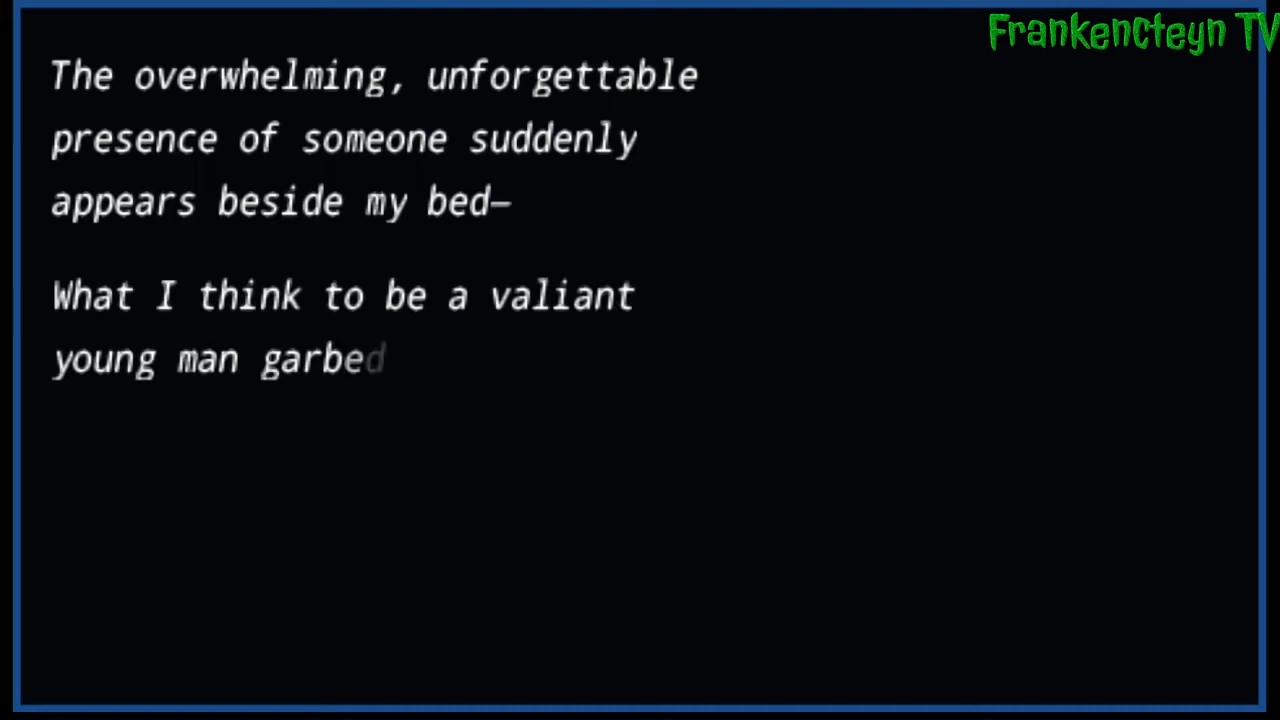 FrankenCteyn TV
The overwhelming, unforgettable
presence of someone suddenly
appears beside my bed—
What I think to be a valiant
young man garbed